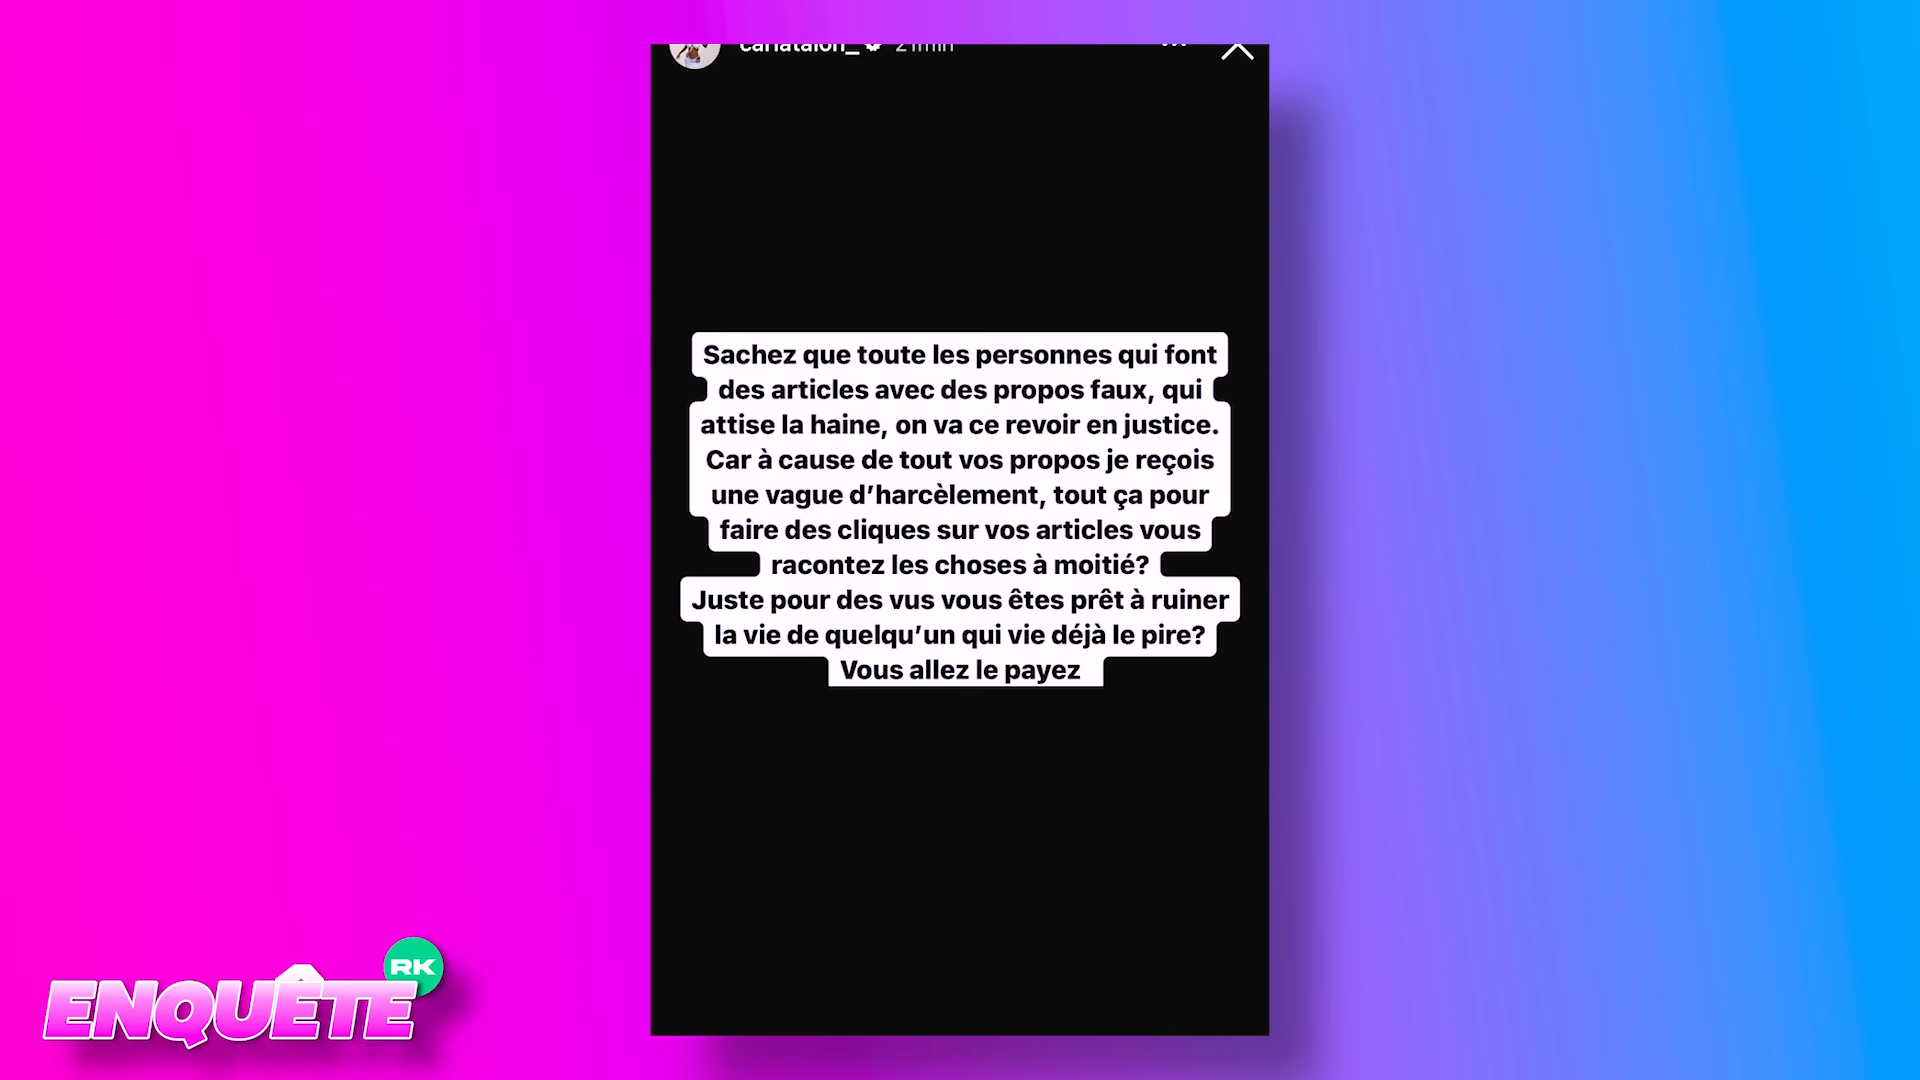 21min
Sachez que toute les personnes qui font
des articles avec des propos faux, qui
attise la haine, on va ce revoir en justice.
Car à cause de tout vos propos je reçois
une vague d’harcèlement, tout ça pour
faire des cliques sur vos articles vous
racontez les choses à moitié?
Juste pour des vus vous êtes prêt à ruiner
la vie de quelqu’un qui vie déjà le pire?
Vous allez le payez
RK
ENQUÊTE